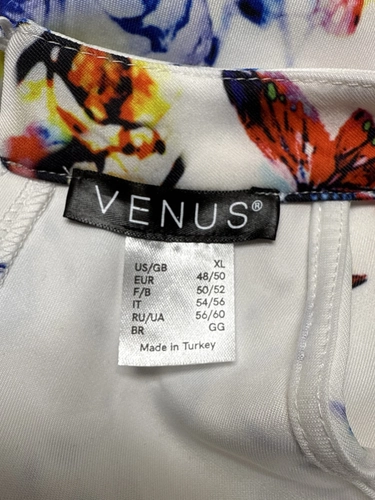 VENUS®
US/GB XL
EUR 48/50
F/B 50/52
IT 54/56
RU/UA 56/60
BR GG
Made in Turkey